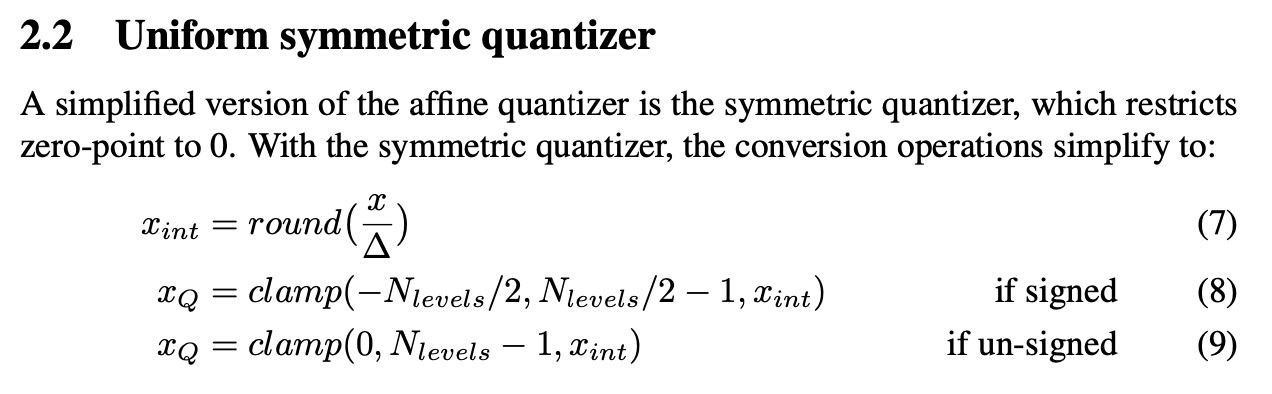 2.2 Uniform symmetric quantizer
A simplified version of the affine quantizer is the symmetric quantizer, which restricts
zero-point to 0. With the symmetric quantizer, the conversion operations simplify to:
x_{int} = round(\frac{x}{Δ}) (7)
x_Q = clamp(−N_{levels}/2, N_{levels}/2 − 1, x_{int}) if signed (8)
x_Q = clamp(0, N_{levels} − 1, x_{int}) if un-signed (9)